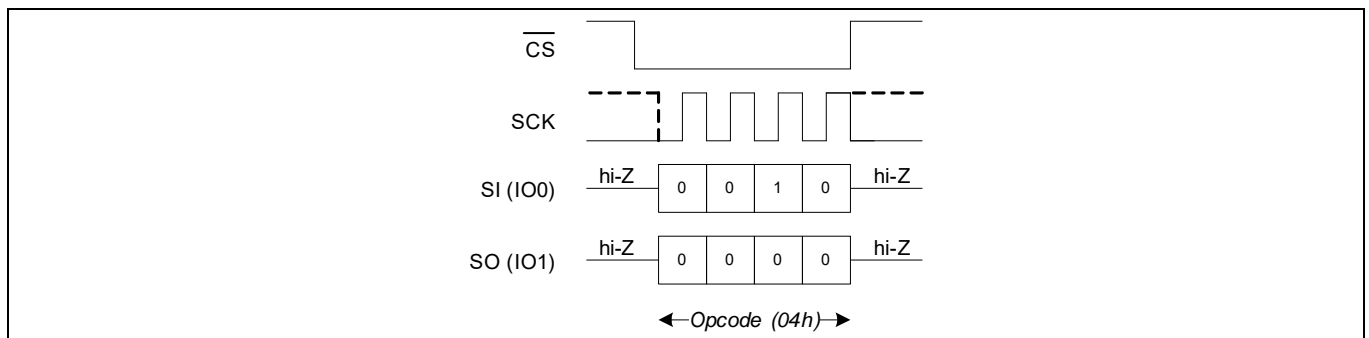 CS
SCK
SI (IO0) hi-Z 0 0 1 0 hi-Z
SO (IO1) hi-Z 0 0 0 0 hi-Z
Opcode (04h)